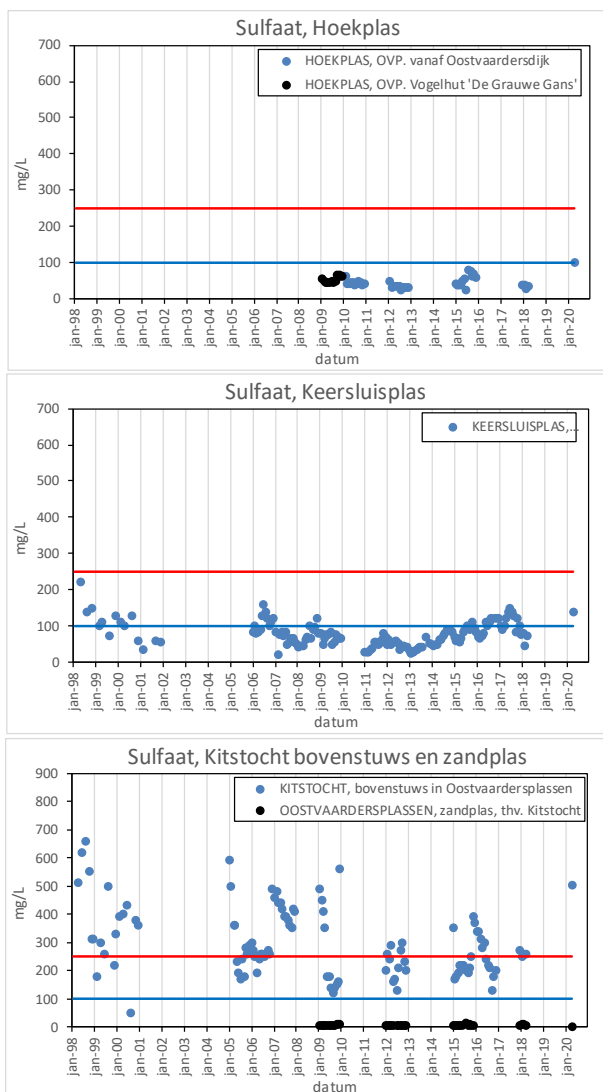 Sulfaat, Hoekplas
700
600
500
400
300
200
100
0
mg/L
HOEKPLAS, OVP. vanaf Oostvaardersdijk
HOEKPLAS, OVP. Vogelhut 'De Grauwe Gans'
jan-98
jan-99
jan-00
jan-01
jan-02
jan-03
jan-04
jan-05
jan-06
jan-07
jan-08
jan-09
jan-10
jan-11
jan-12
jan-13
jan-14
jan-15
jan-16
jan-17
jan-18
jan-19
jan-20
datum
Sulfaat, Keersluisplas
700
600
500
400
300
200
100
0
mg/L
KEERSLUISPLAS,...
jan-98
jan-99
jan-00
jan-01
jan-02
jan-03
jan-04
jan-05
jan-06
jan-07
jan-08
jan-09
jan-10
jan-11
jan-12
jan-13
jan-14
jan-15
jan-16
jan-17
jan-18
jan-19
jan-20
datum
Sulfaat, Kitstocht bovenstuws en zandplas
900
800
700
600
500
400
300
200
100
0
mg/L
KITSTOCHT, bovenstuws in Oostvaardersplassen
OOSTVAARDERSPLASSEN, zandplas, thv. Kitstocht
jan-98
jan-99
jan-00
jan-01
jan-02
jan-03
jan-04
jan-05
jan-06
jan-07
jan-08
jan-09
jan-10
jan-11
jan-12
jan-13
jan-14
jan-15
jan-16
jan-17
jan-18
jan-19
jan-20
datum